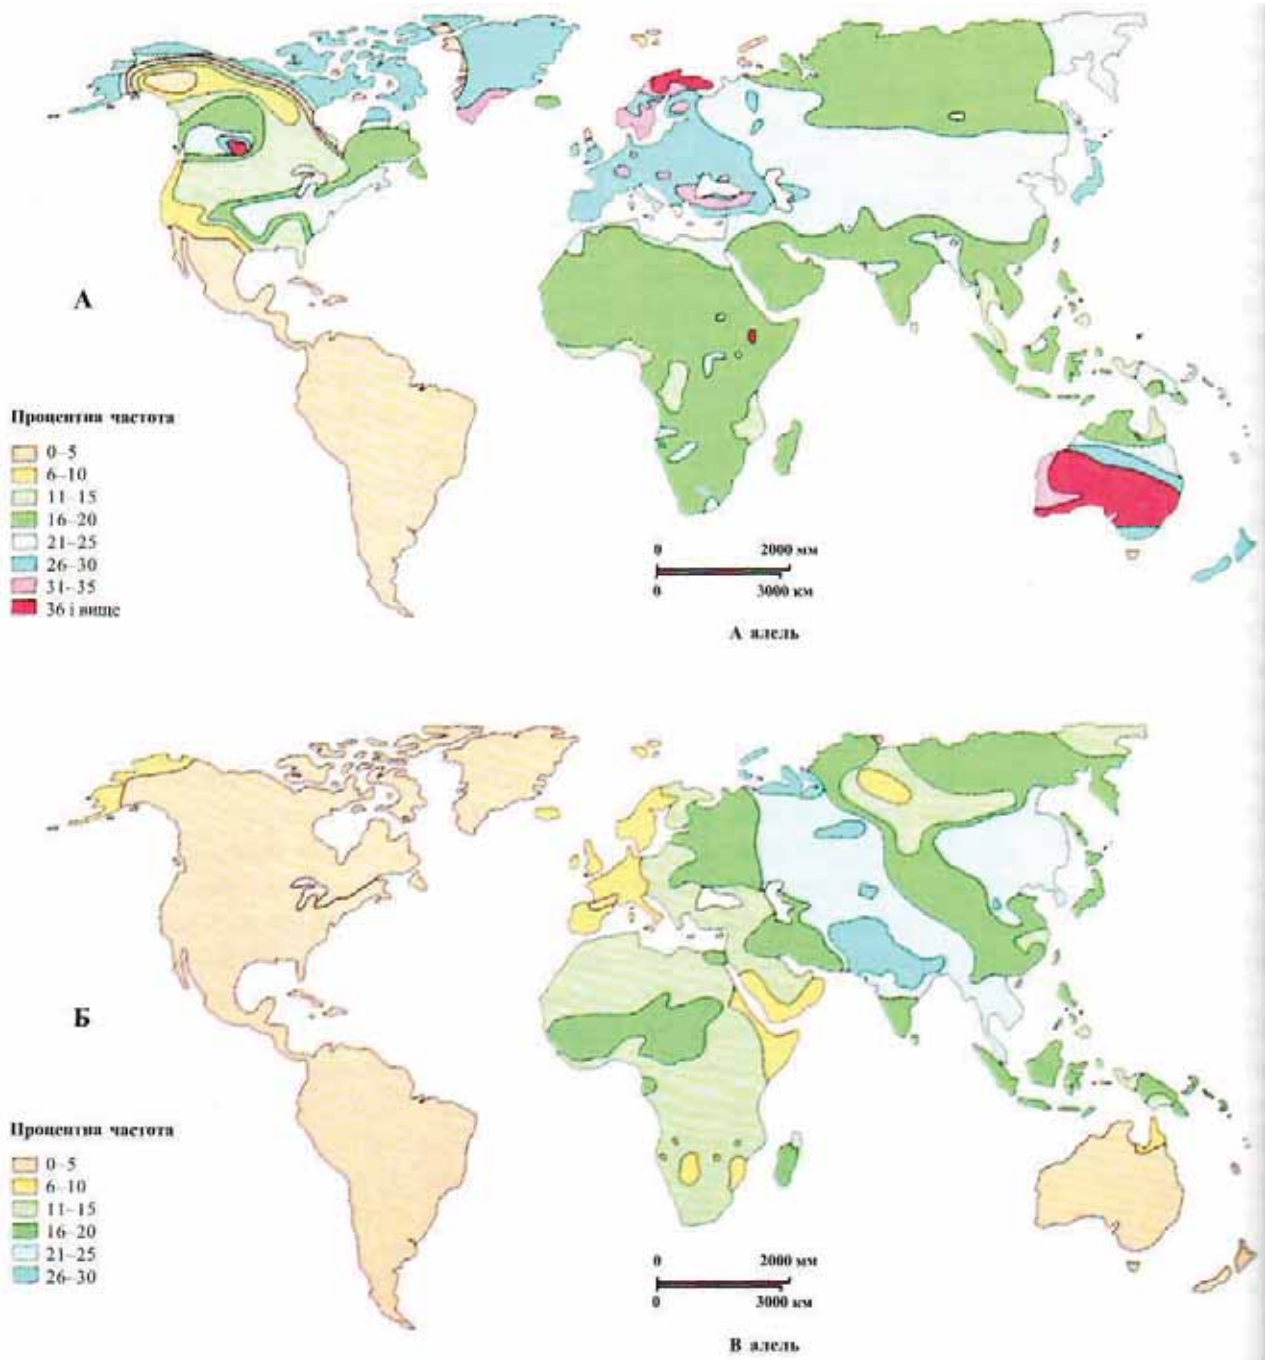 А
Процентна частота
0–5
6–10
11–15
16–20
21–25
26–30
31–35
36 і вище
0 2000 мм
0 3000 км
А алель
Б
Процентна частота
0–5
6–10
11–15
16–20
21–25
26–30
0 2000 мм
0 3000 км
В алель